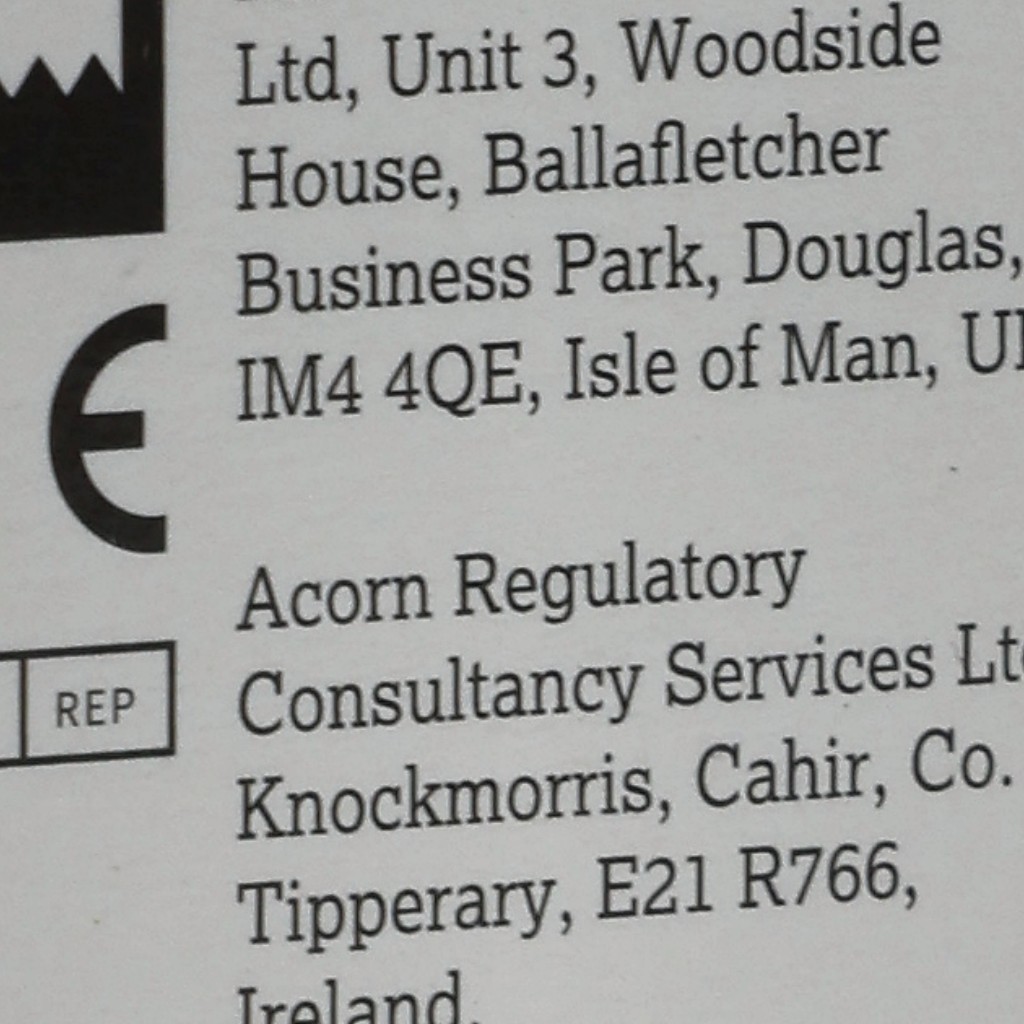 Ltd, Unit 3, Woodside
House, Ballafletcher
Business Park, Douglas,
IM4 4QE, Isle of Man,
CE
Acorn Regulatory
REP
Consultancy Services
Knockmorris, Cahir, Co.
Tipperary, E21 R766,
Ireland.